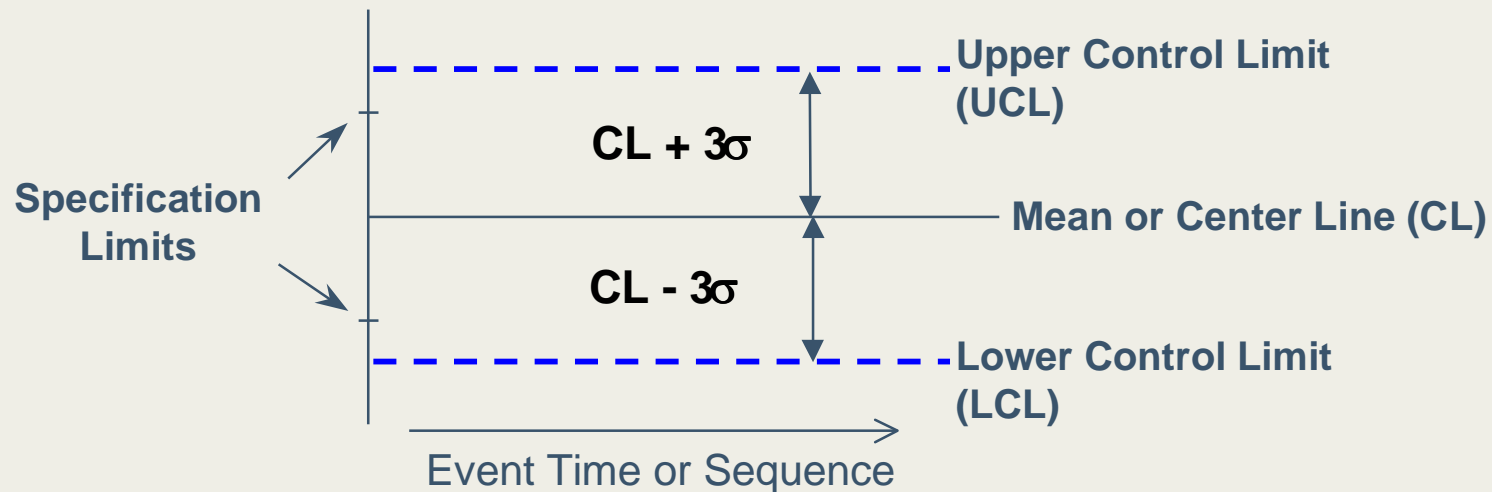 Upper Control Limit
(UCL)
CL + 3σ
Specification
Limits
Mean or Center Line (CL)
CL - 3σ
Lower Control Limit
(LCL)
Event Time or Sequence